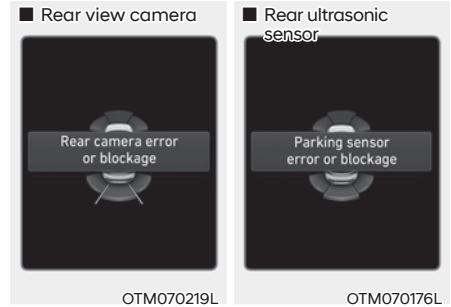 ■ Rear view camera
Rear camera error
or blockage
OTM070219L
■ Rear ultrasonic
sensor
Parking sensor
error or blockage
OTM070176L